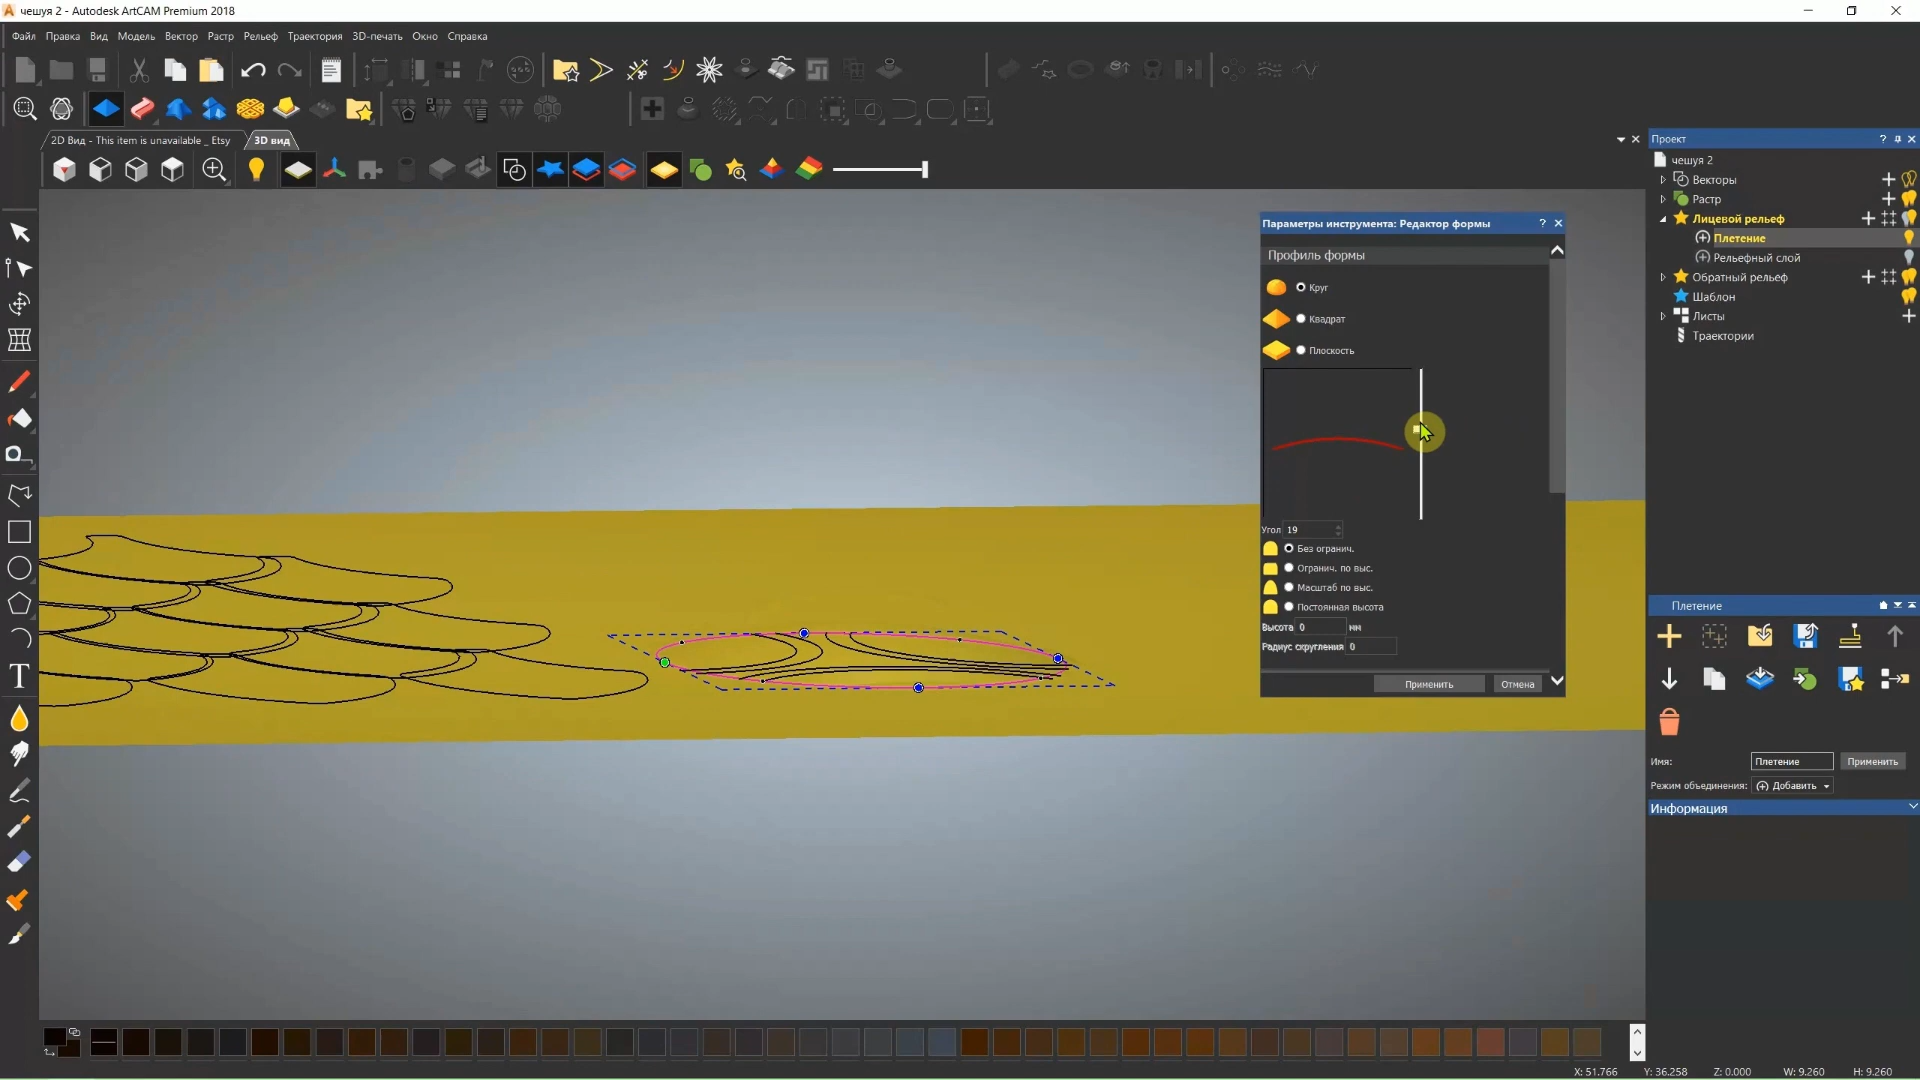 чешуя 2 - Autodesk ArtCAM Premium 2018
Файл Правка Вид Модель Вектор Растр Рельеф Траектория 3D-печать Окно Справка
2D Вид - This item is unavailable _ Etsy
3D вид
Параметры инструмента: Редактор формы
Профиль формы
Круг
Квадрат
Плоскость
Угол 19
Без огранич.
Огранич. по выс.
Масштаб по выс.
Постоянная высота
Высота 0 мм
Радиус скругления 0
Применить Отмена
Проект
чешуя 2
Векторы
Растр
Лицевой рельеф
Плетение
Рельефный слой
Обратный рельеф
Шаблон
Листы
Траектории
Плетение
Имя: Плетение Применить
Режим объединения: Добавить
Информация
X: 51.766 Y: 36.258 Z: 0.000 W: 9.260 H: 9.260